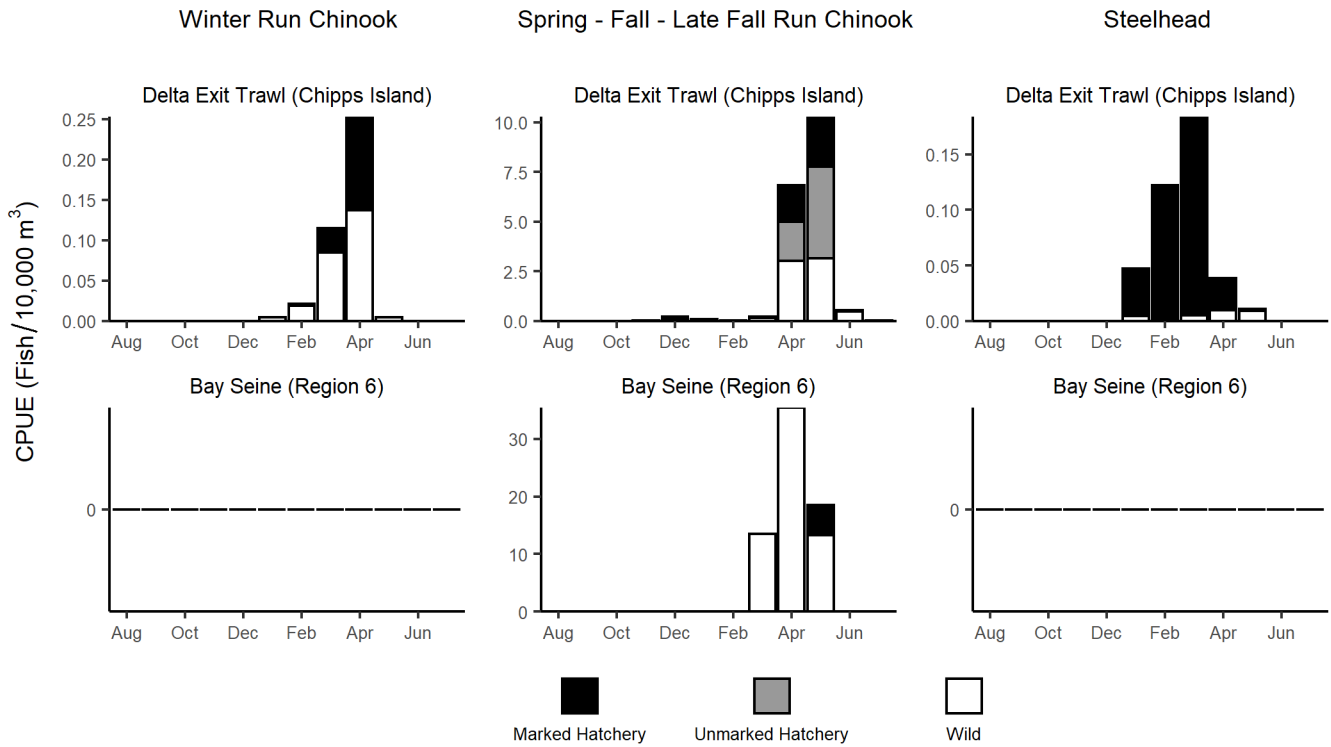 Winter Run Chinook
Spring - Fall - Late Fall Run Chinook
Steelhead
CPUE (Fish/10,000 m³)
Delta Exit Trawl (Chipps Island)
0.25
0.20
0.15
0.10
0.05
0.00
Aug Oct Dec Feb Apr Jun
Delta Exit Trawl (Chipps Island)
10.0
7.5
5.0
2.5
0.0
Aug Oct Dec Feb Apr Jun
Delta Exit Trawl (Chipps Island)
0.15
0.10
0.05
0.00
Aug Oct Dec Feb Apr Jun
Bay Seine (Region 6)
0
Aug Oct Dec Feb Apr Jun
Bay Seine (Region 6)
30
20
10
0
Aug Oct Dec Feb Apr Jun
Bay Seine (Region 6)
0
Aug Oct Dec Feb Apr Jun
Marked Hatchery
Unmarked Hatchery
Wild